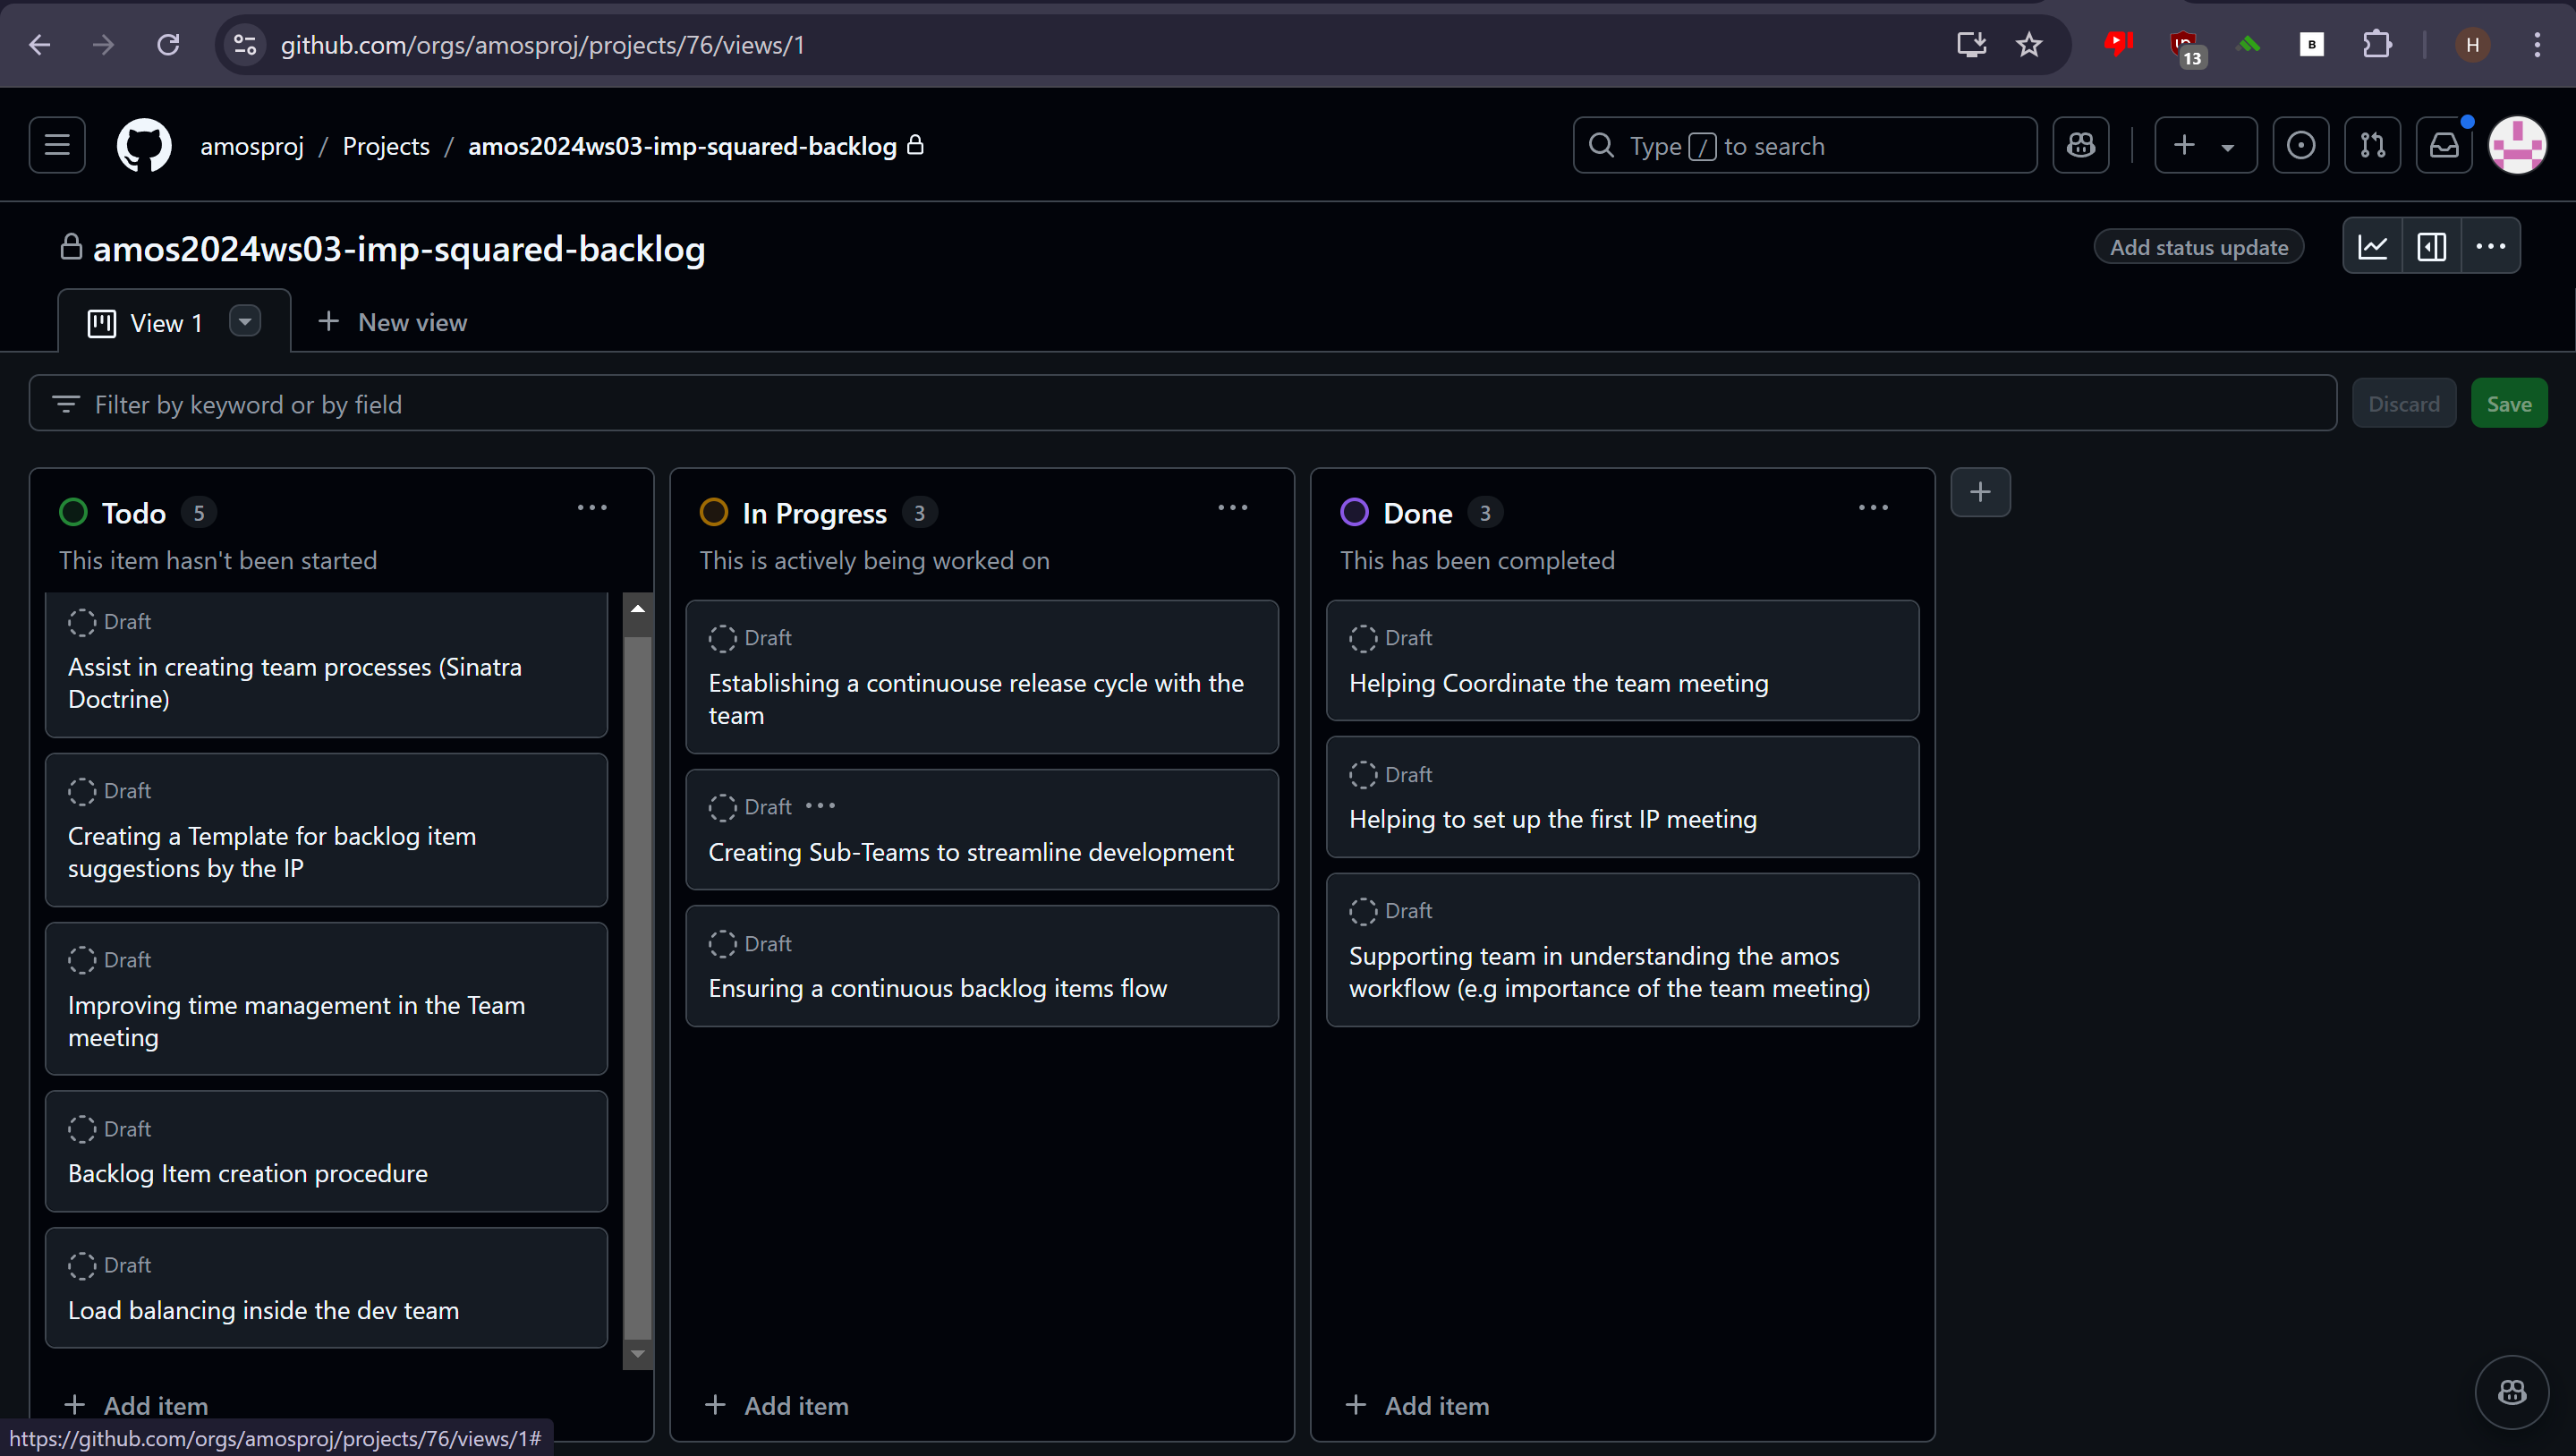 github.com/orgs/amosproj/projects/76/views/1
13
B
H
amosproj / Projects / amos2024ws03-imp-squared-backlog
Type / to search
amos2024ws03-imp-squared-backlog
Add status update
View 1
New view
Filter by keyword or by field
Discard
Save
Todo 5
This item hasn't been started
Draft
Assist in creating team processes (Sinatra
Doctrine)
Draft
Creating a Template for backlog item
suggestions by the IP
Draft
Improving time management in the Team
meeting
Draft
Backlog Item creation procedure
Draft
Load balancing inside the dev team
Add item
In Progress 3
This is actively being worked on
Draft
Establishing a continuouse release cycle with the
team
Draft
Creating Sub-Teams to streamline development
Draft
Ensuring a continuous backlog items flow
Add item
Done 3
This has been completed
Draft
Helping Coordinate the team meeting
Draft
Helping to set up the first IP meeting
Draft
Supporting team in understanding the amos
workflow (e.g importance of the team meeting)
Add item
https://github.com/orgs/amosproj/projects/76/views/1#